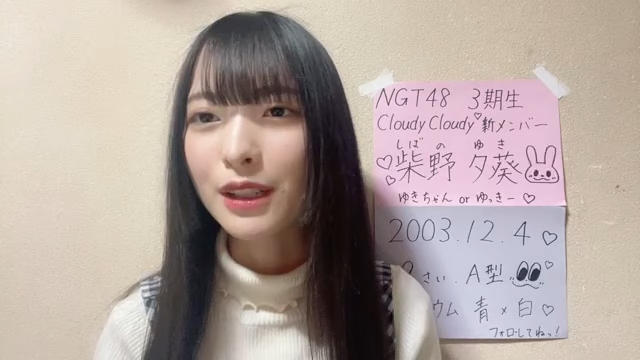 NGT48 3期生
Cloudy Cloudy♡新メンバー
しば の ゆき
♡柴野 夕葵
ゆきちゃん or ゆっきー♡
2003.12.4♡
さい. A型
ウム 青×白♡
フォローしてねっ!